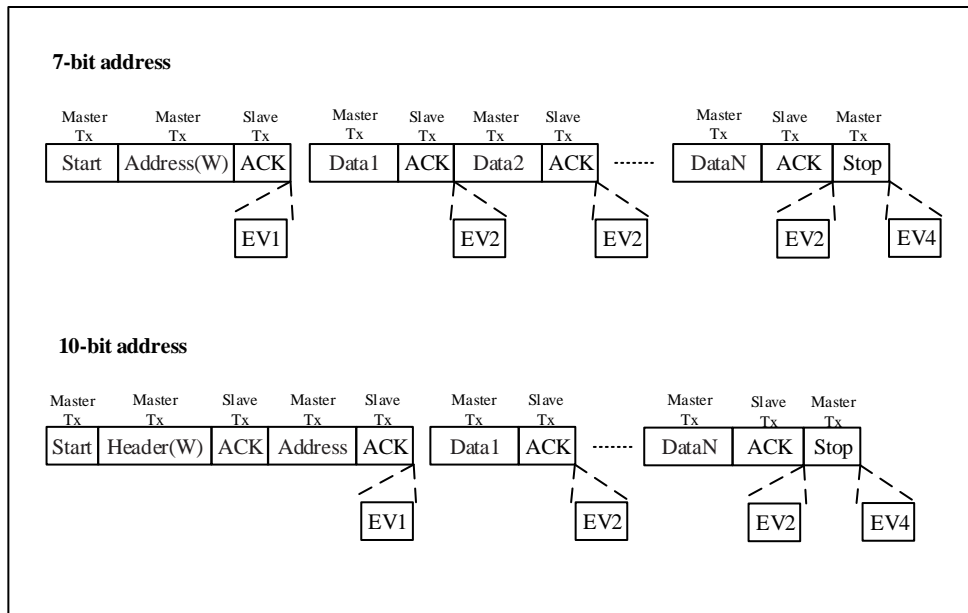 7-bit address
Master Master Slave Master Slave Master Slave Master Slave Master
Tx Tx Tx Tx Tx Tx Tx Tx Tx Tx
Start Address(W) ACK Data1 ACK Data2 ACK ........ DataN ACK Stop
EV1 EV2 EV2 EV2 EV4
10-bit address
Master Master Slave Master Slave Master Slave Master Slave Master
Tx Tx Tx Tx Tx Tx Tx Tx Tx Tx
Start Header(W) ACK Address ACK Data1 ACK ........ DataN ACK Stop
EV1 EV2 EV2 EV4